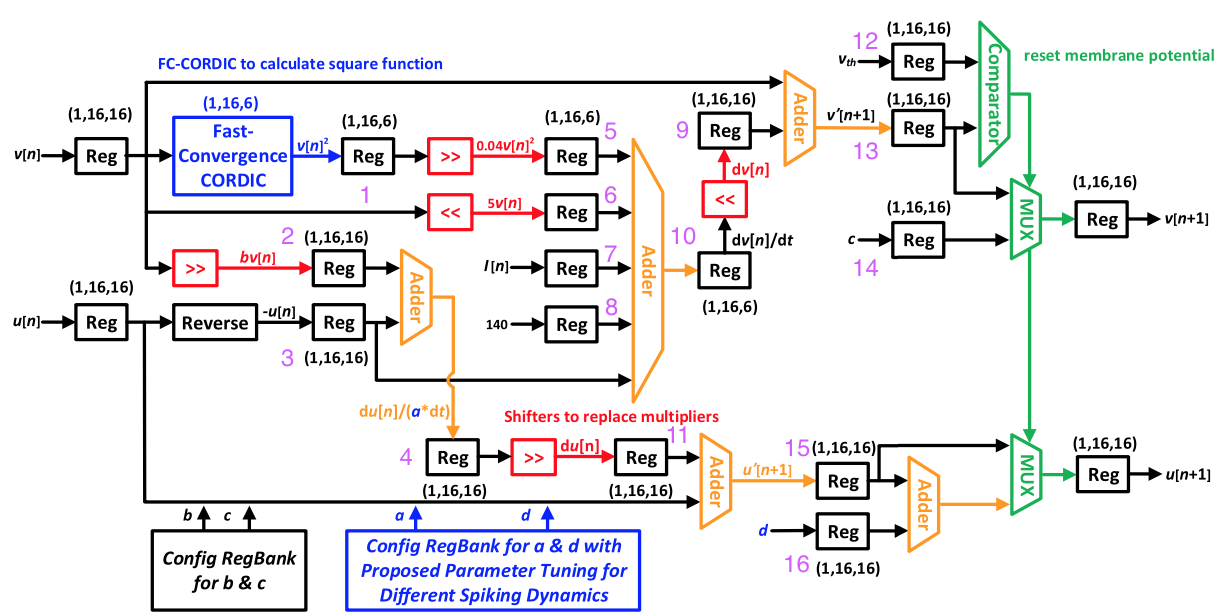 FC-CORDIC to calculate square function
(1,16,16)
v[n]
Reg
(1,16,6)
Fast-
Convergence
CORDIC
v[n]²
(1,16,6)
Reg
1
>>
0.04v[n]²
(1,16,6)
Reg
5
<<
5v[n]
Reg
6
>>
bv[n]
2
(1,16,16)
Reg
Adder
I[n]
Reg
7
140
Reg
8
Adder
(1,16,16)
u[n]
Reg
Reverse
-u[n]
Reg
3
(1,16,16)
du[n]/(a*dt)
9
(1,16,16)
Reg
dv[n]
<<
10
dv[n]/dt
Reg
(1,16,6)
Adder
v'[n+1]
12
(1,16,16)
vth
Reg
Comparator
reset membrane potential
(1,16,16)
Reg
13
(1,16,16)
c
Reg
14
MUX
(1,16,16)
Reg
v[n+1]
Shifters to replace multipliers
4
Reg
(1,16,16)
>>
du[n]
11
Reg
(1,16,16)
Adder
u'[n+1]
15
(1,16,16)
Reg
Adder
d
Reg
16
(1,16,16)
MUX
(1,16,16)
Reg
u[n+1]
b c
Config RegBank
for b & c
a d
Config RegBank for a & d with
Proposed Parameter Tuning for
Different Spiking Dynamics